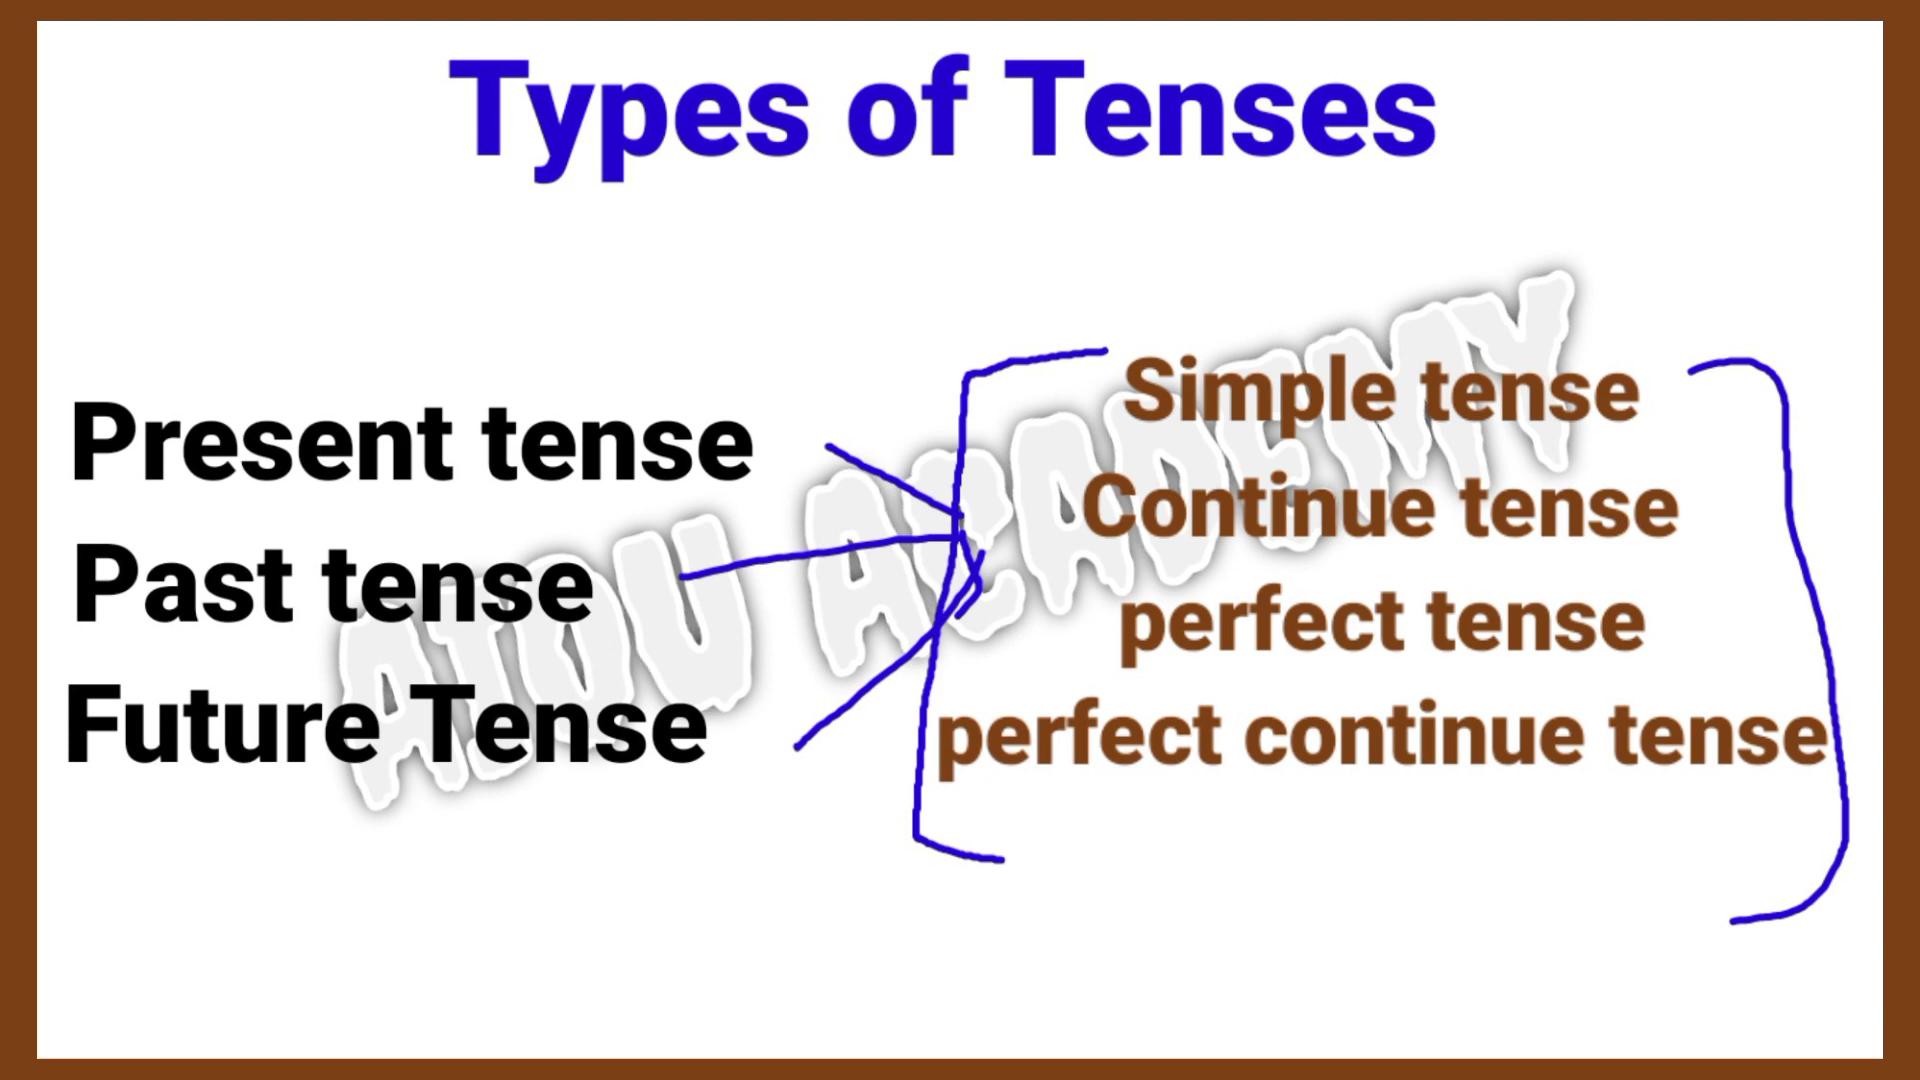 Types of Tenses
Present tense
Past tense
Future Tense
Simple tense
Continue tense
perfect tense
perfect continue tense
ATOU ACADEMY